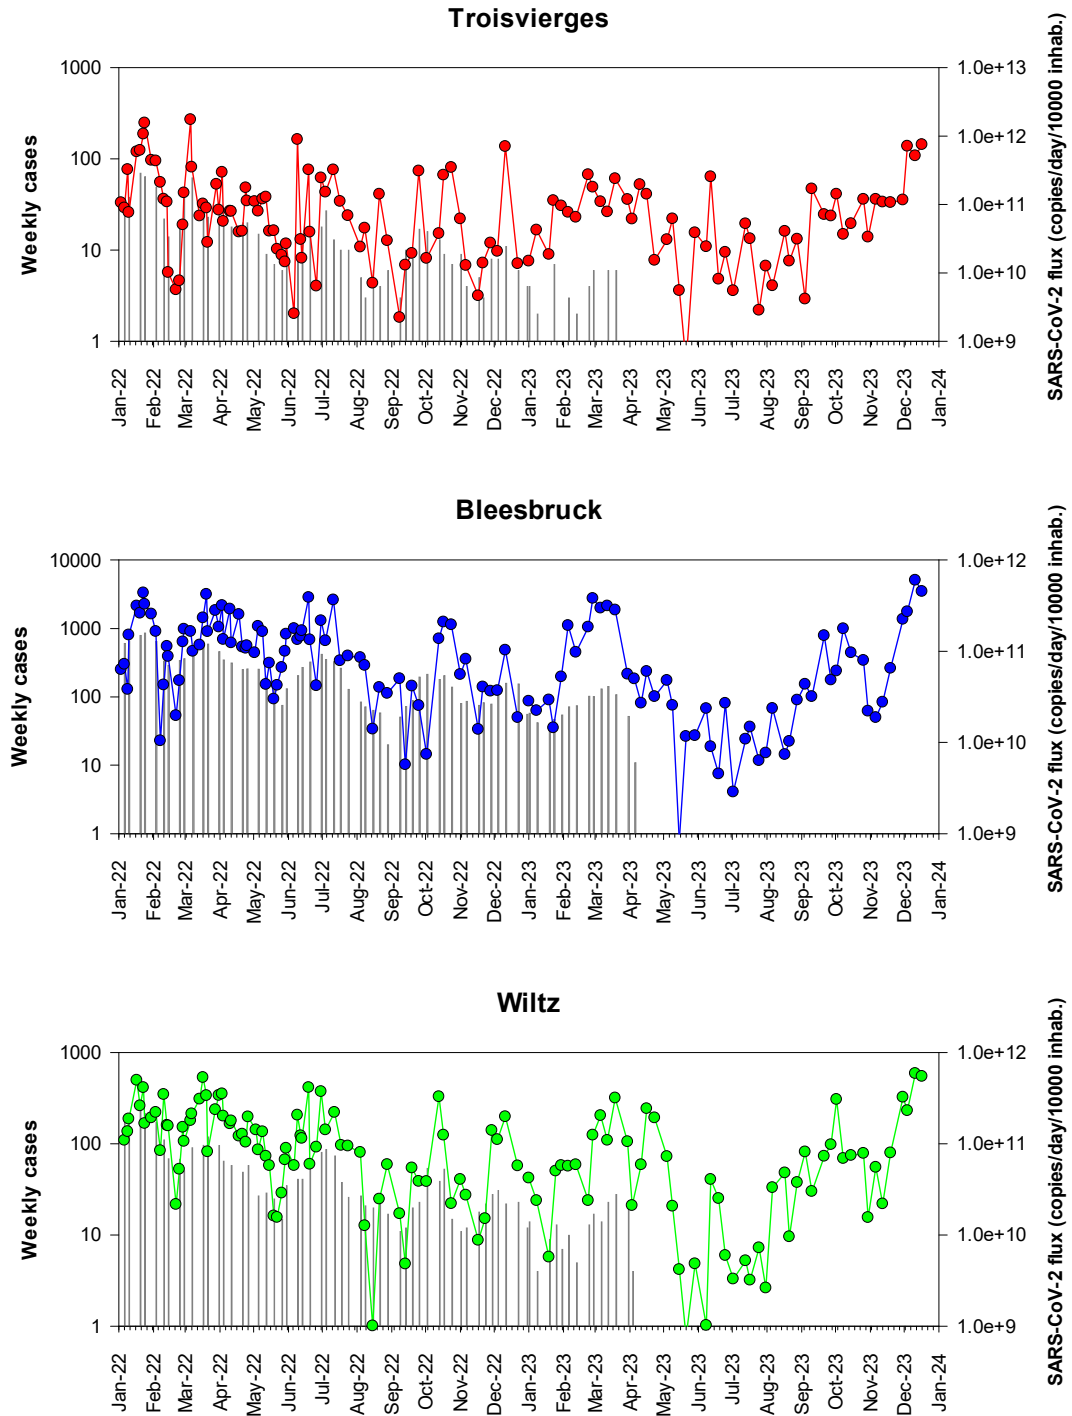 Troisvierges
Weekly cases
SARS-CoV-2 flux (copies/day/10000 inhab.)
1000
100
10
1
1.0e+13
1.0e+12
1.0e+11
1.0e+10
1.0e+9
Jan-22 Feb-22 Mar-22 Apr-22 May-22 Jun-22 Jul-22 Aug-22 Sep-22 Oct-22 Nov-22 Dec-22 Jan-23 Feb-23 Mar-23 Apr-23 May-23 Jun-23 Jul-23 Aug-23 Sep-23 Oct-23 Nov-23 Dec-23 Jan-24
Bleesbruck
Weekly cases
SARS-CoV-2 flux (copies/day/10000 inhab.)
10000
1000
100
10
1
1.0e+12
1.0e+11
1.0e+10
1.0e+9
Jan-22 Feb-22 Mar-22 Apr-22 May-22 Jun-22 Jul-22 Aug-22 Sep-22 Oct-22 Nov-22 Dec-22 Jan-23 Feb-23 Mar-23 Apr-23 May-23 Jun-23 Jul-23 Aug-23 Sep-23 Oct-23 Nov-23 Dec-23 Jan-24
Wiltz
Weekly cases
SARS-CoV-2 flux (copies/day/10000 inhab.)
1000
100
10
1
1.0e+12
1.0e+11
1.0e+10
1.0e+9
Jan-22 Feb-22 Mar-22 Apr-22 May-22 Jun-22 Jul-22 Aug-22 Sep-22 Oct-22 Nov-22 Dec-22 Jan-23 Feb-23 Mar-23 Apr-23 May-23 Jun-23 Jul-23 Aug-23 Sep-23 Oct-23 Nov-23 Dec-23 Jan-24